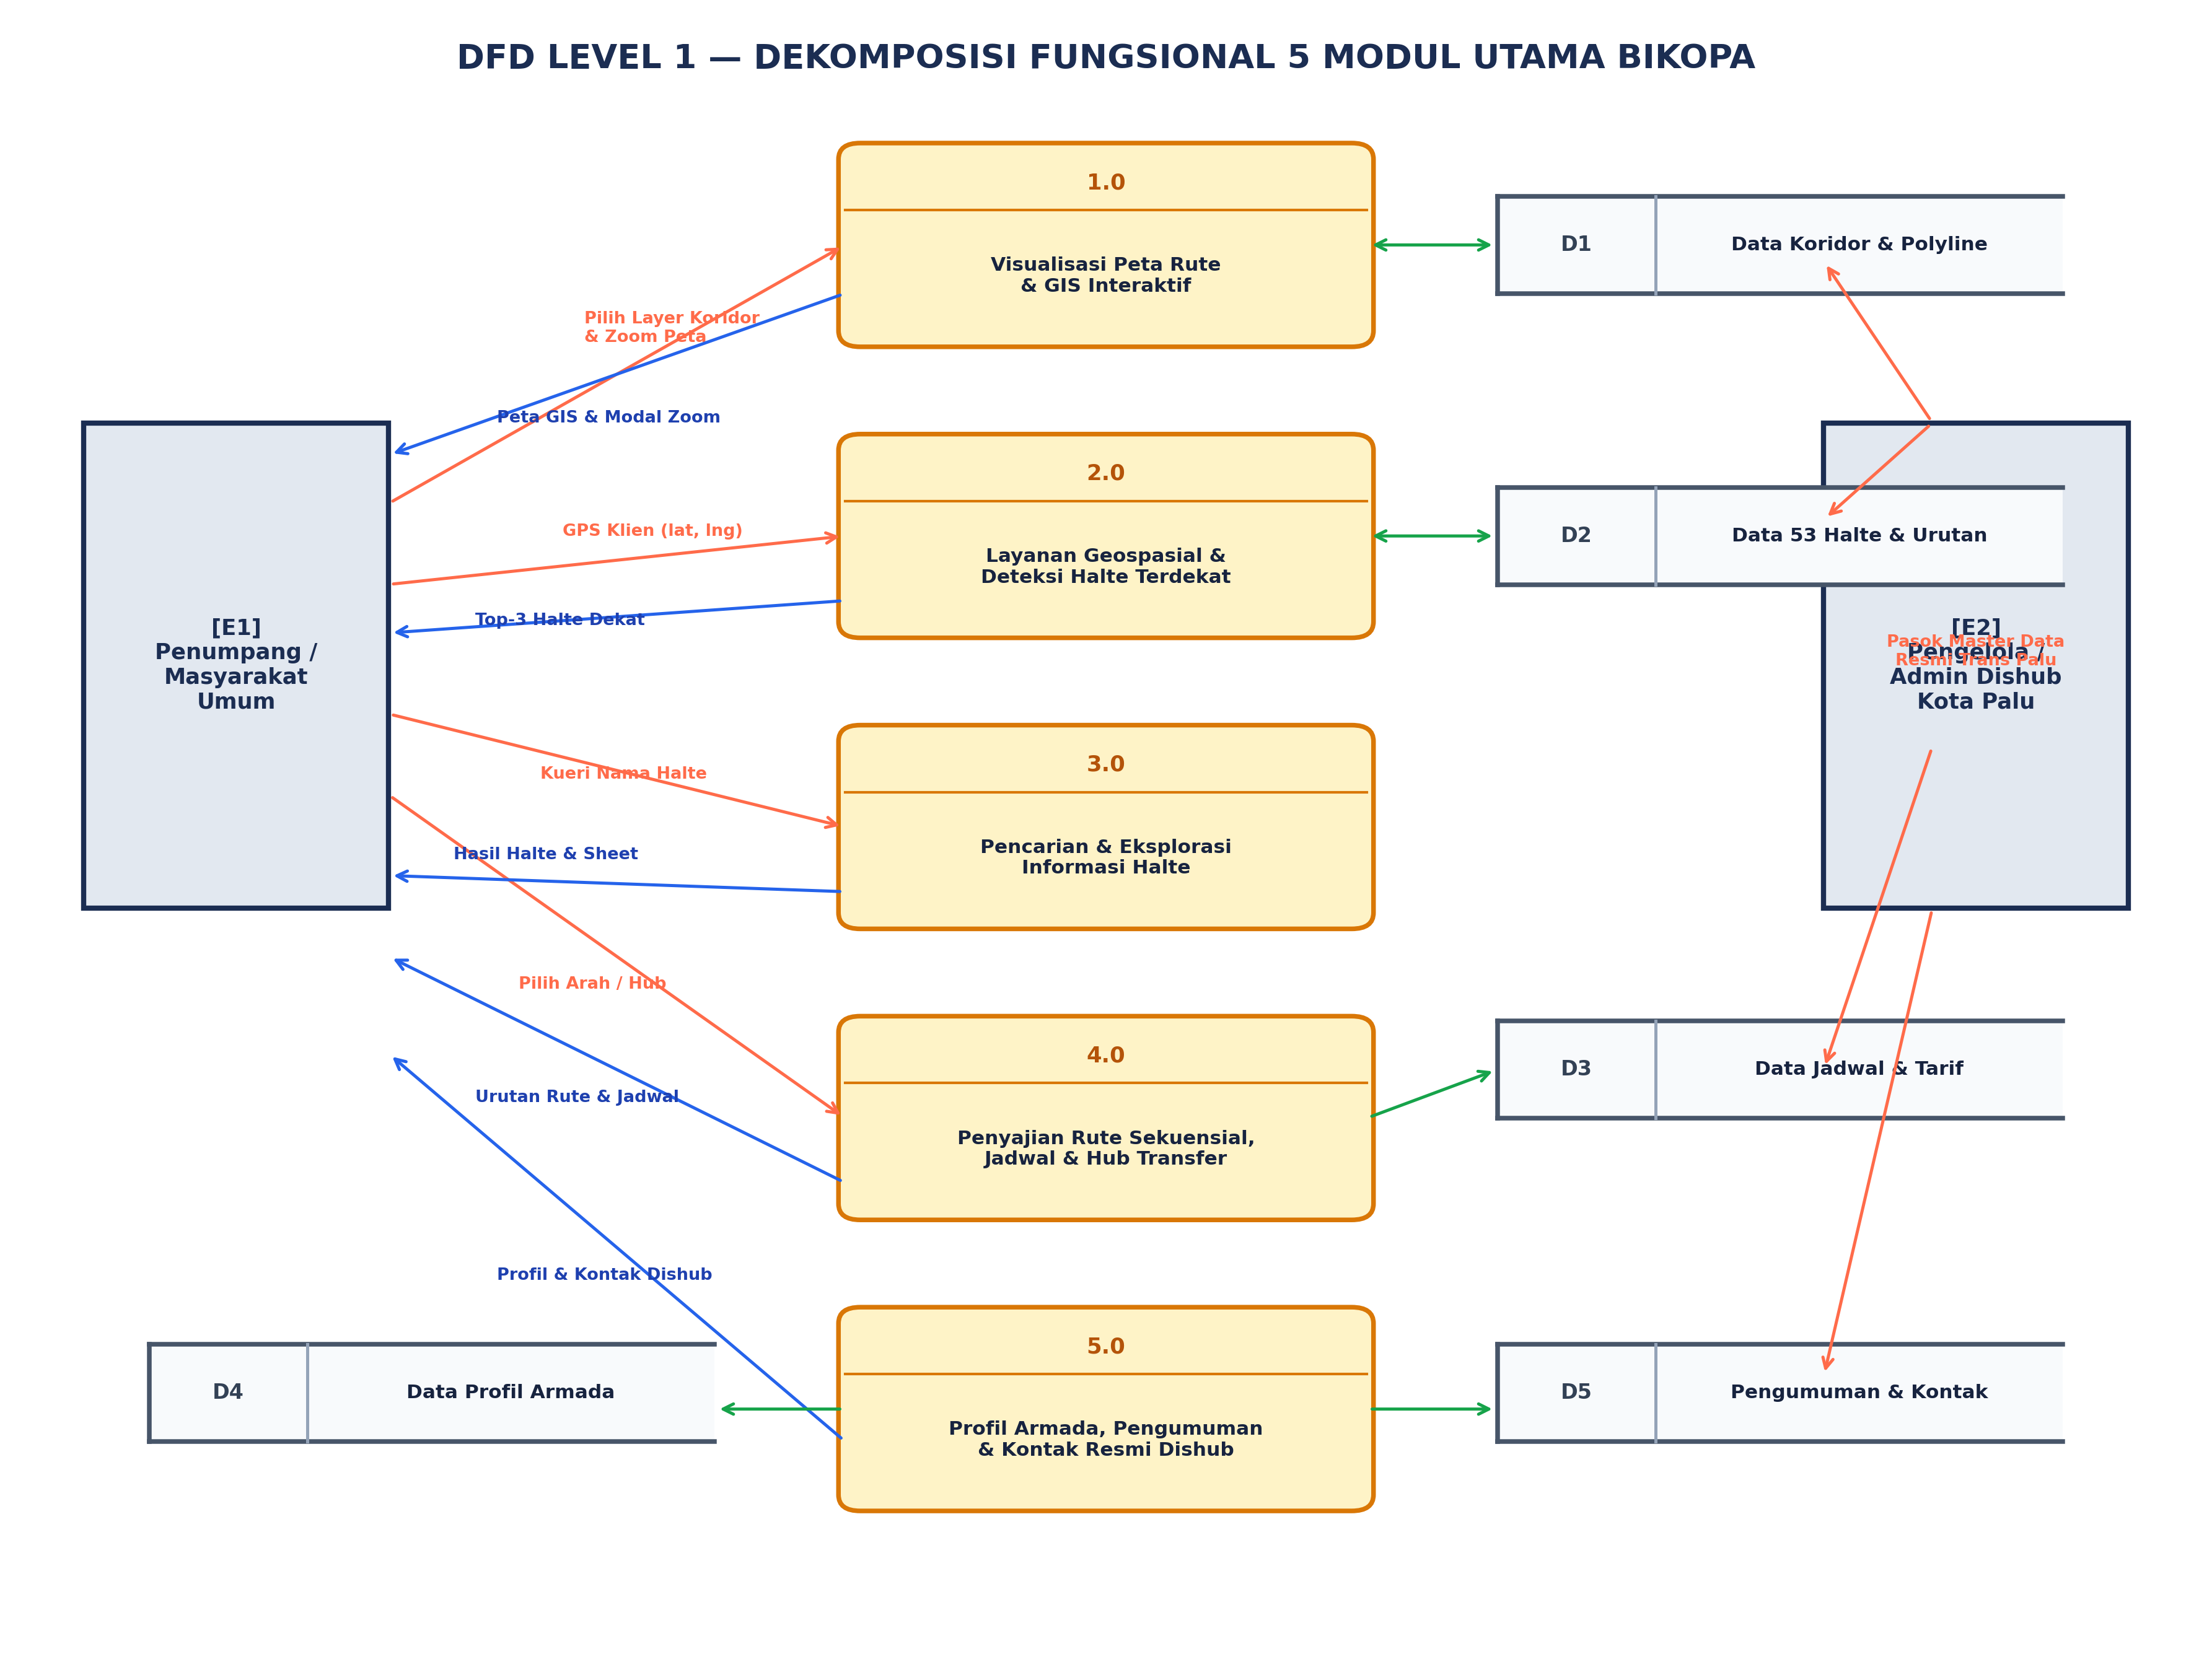 DFD LEVEL 1 — DEKOMPOSISI FUNGSIONAL 5 MODUL UTAMA BIKOPA
1.0
Visualisasi Peta Rute
& GIS Interaktif
D1
Data Koridor & Polyline
Pilih Layer Koridor
& Zoom Peta
Peta GIS & Modal Zoom
2.0
Layanan Geospasial &
Deteksi Halte Terdekat
D2
Data 53 Halte & Urutan
GPS Klien (lat, lng)
Top-3 Halte Dekat
[E1]
Penumpang /
Masyarakat
Umum
[E2]
Pengelola /
Admin Dishub
Kota Palu
Pasok Master Data
Resmi Trans Palu
3.0
Pencarian & Eksplorasi
Informasi Halte
Kueri Nama Halte
Hasil Halte & Sheet
Pilih Arah / Hub
4.0
Penyajian Rute Sekuensial,
Jadwal & Hub Transfer
D3
Data Jadwal & Tarif
Urutan Rute & Jadwal
Profil & Kontak Dishub
D4
Data Profil Armada
5.0
Profil Armada, Pengumuman
& Kontak Resmi Dishub
D5
Pengumuman & Kontak